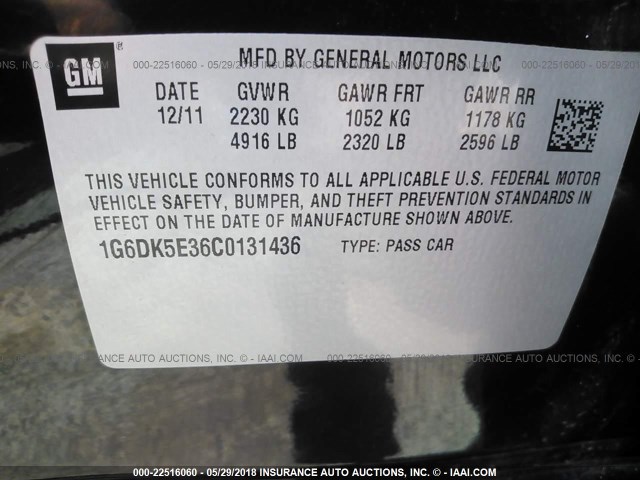 GM
MFD BY GENERAL MOTORS LLC
DATE GVWR GAWR FRT GAWR RR
12/11 2230 KG 1052 KG 1178 KG
4916 LB 2320 LB 2596 LB
THIS VEHICLE CONFORMS TO ALL APPLICABLE U.S. FEDERAL MOTOR
VEHICLE SAFETY, BUMPER, AND THEFT PREVENTION STANDARDS IN
EFFECT ON THE DATE OF MANUFACTURE SHOWN ABOVE.
1G6DK5E36C0131436 TYPE: PASS CAR
000-22516060 - 05/29/2018 INSURANCE AUTO AUCTIONS, INC. - © IAAI.COM